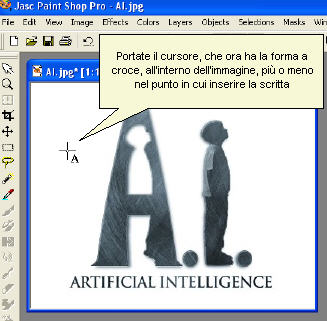 Jasc Paint Shop Pro - AI.jpg
File Edit View Image Effects Colors Layers Objects Selections Masks
Portate il cursore, che ora ha la forma a
croce, all'interno dell'immagine, più o meno
nel punto in cui inserire la scritta
AI.jpg* [1:1
A
A.I.
ARTIFICIAL INTELLIGENCE